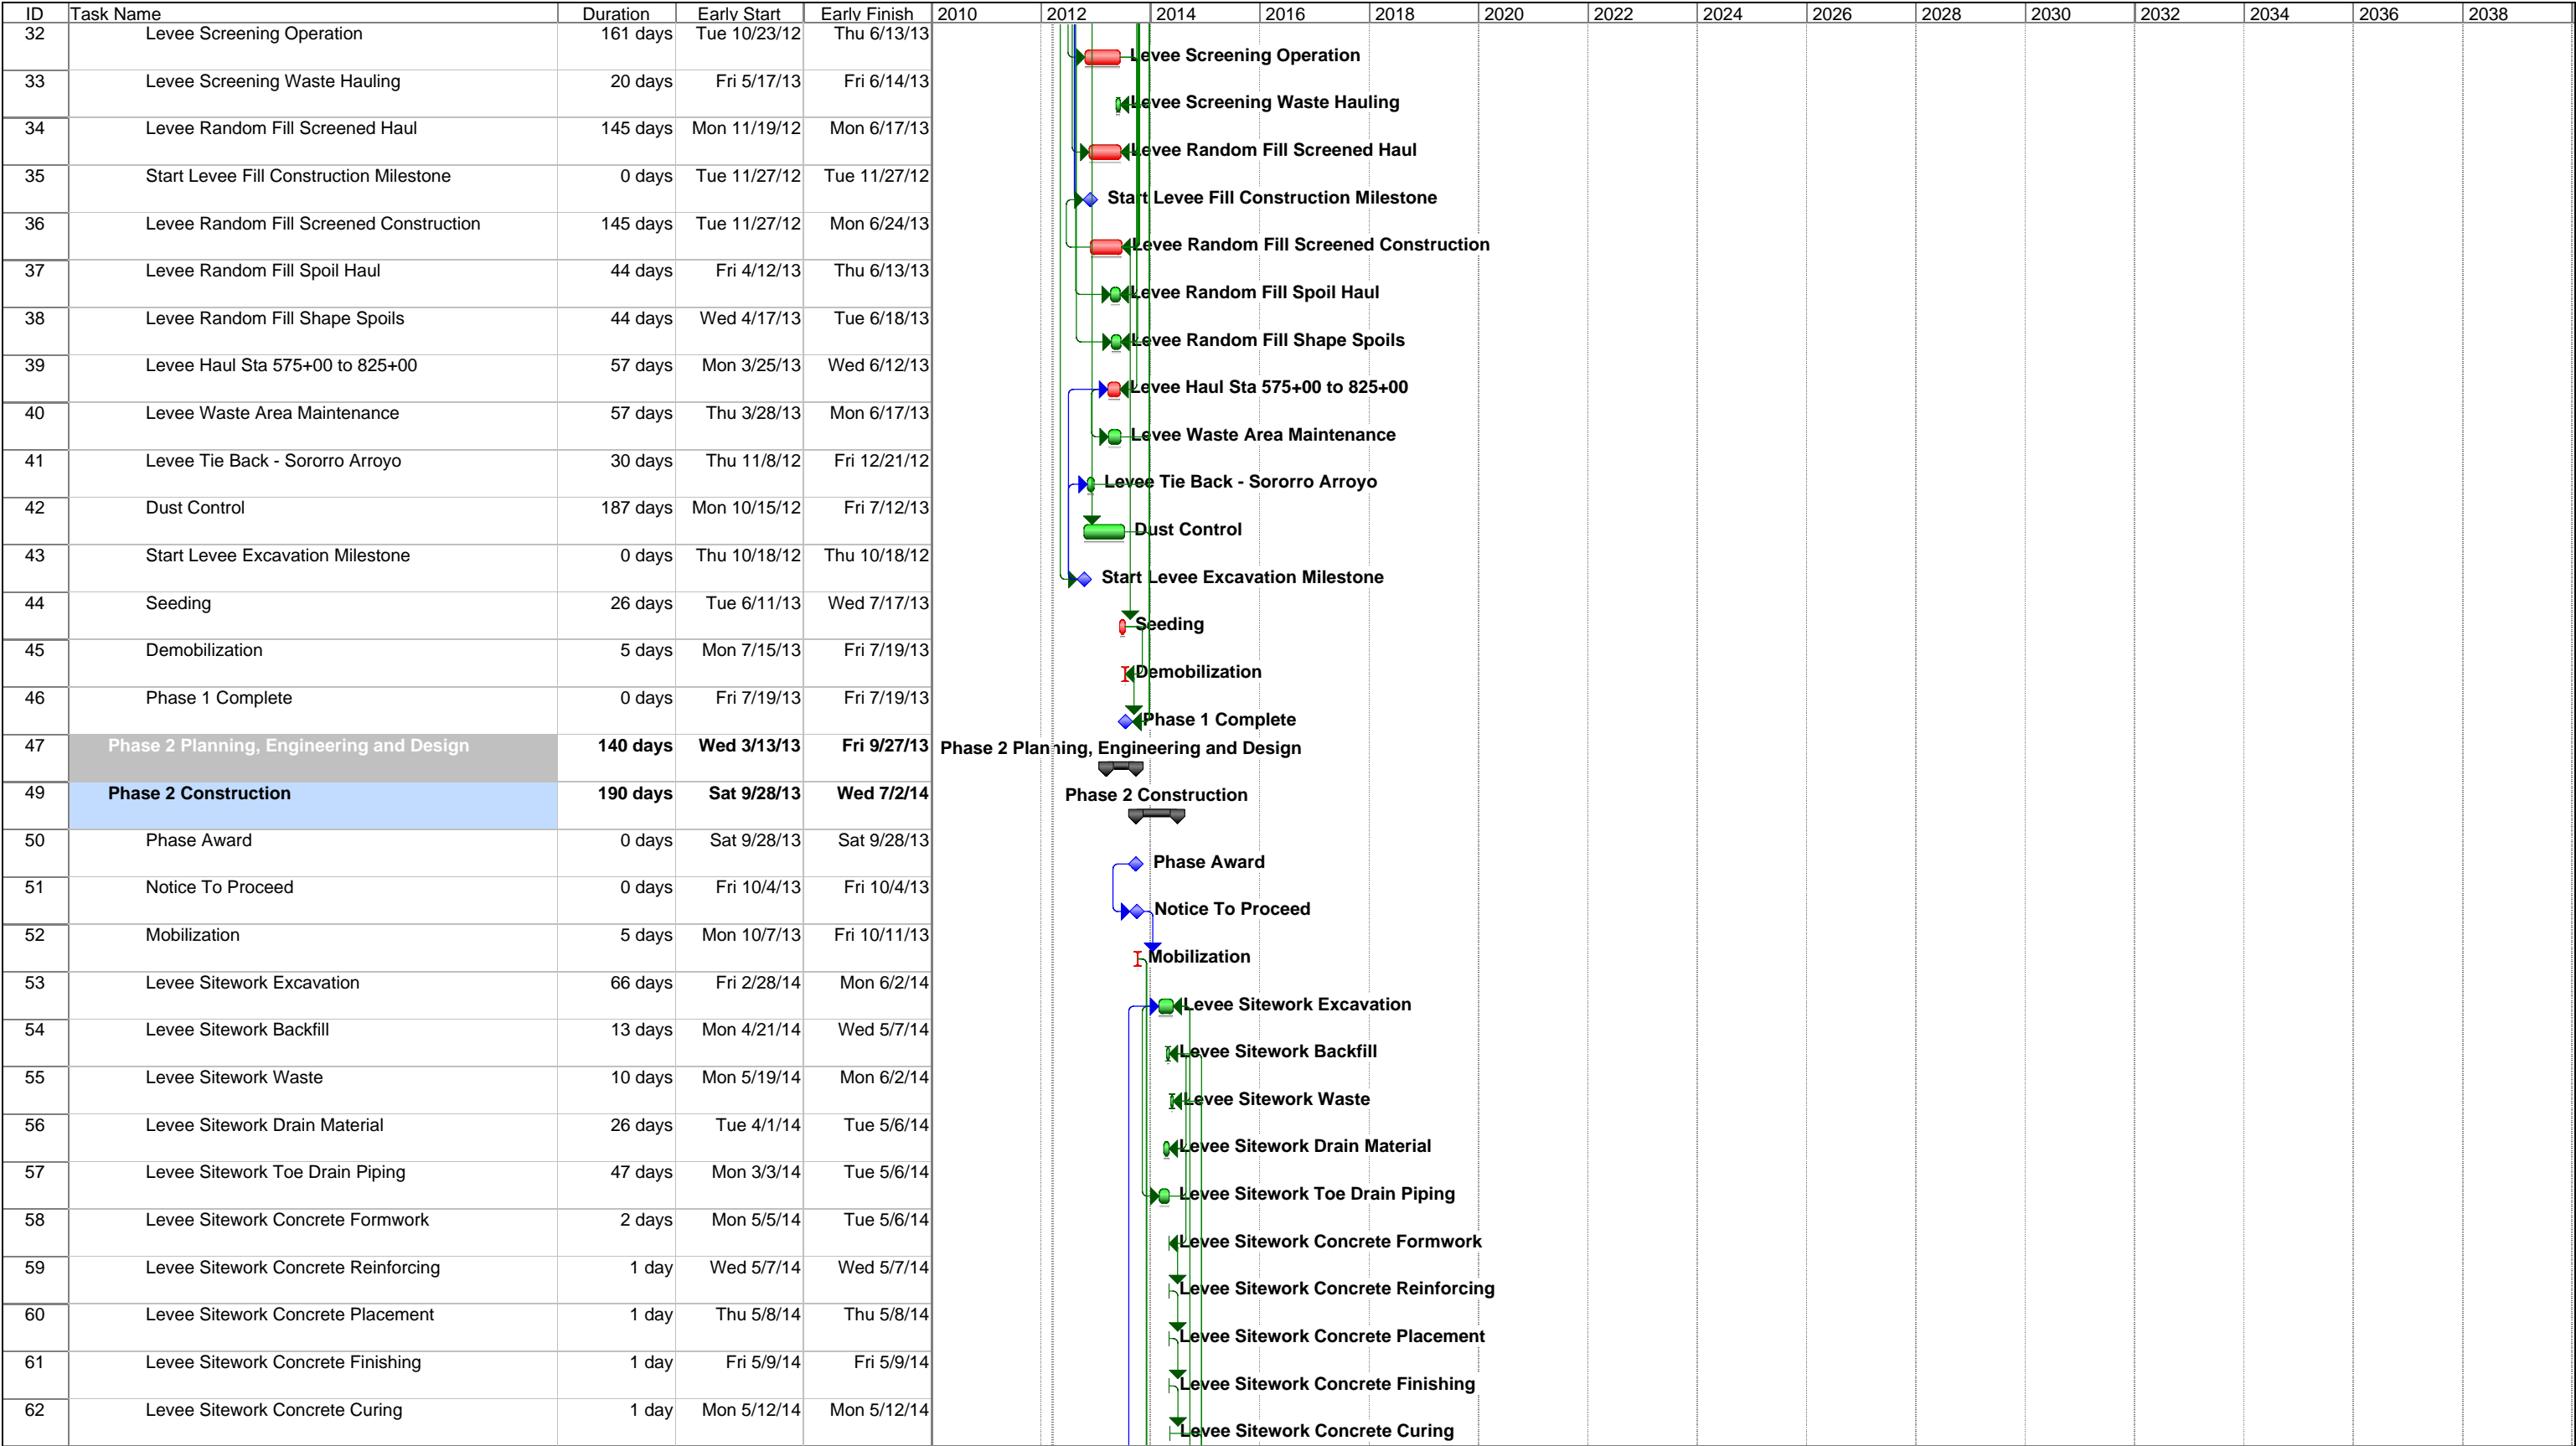 ID Task Name Duration Early Start Early Finish 2010 2012 2014 2016 2018 2020 2022 2024 2026 2028 2030 2032 2034 2036 2038
32 Levee Screening Operation 161 days Tue 10/23/12 Thu 6/13/13
Levee Screening Operation
33 Levee Screening Waste Hauling 20 days Fri 5/17/13 Fri 6/14/13
Levee Screening Waste Hauling
34 Levee Random Fill Screened Haul 145 days Mon 11/19/12 Mon 6/17/13
Levee Random Fill Screened Haul
35 Start Levee Fill Construction Milestone 0 days Tue 11/27/12 Tue 11/27/12
Start Levee Fill Construction Milestone
36 Levee Random Fill Screened Construction 145 days Tue 11/27/12 Mon 6/24/13
Levee Random Fill Screened Construction
37 Levee Random Fill Spoil Haul 44 days Fri 4/12/13 Thu 6/13/13
Levee Random Fill Spoil Haul
38 Levee Random Fill Shape Spoils 44 days Wed 4/17/13 Tue 6/18/13
Levee Random Fill Shape Spoils
39 Levee Haul Sta 575+00 to 825+00 57 days Mon 3/25/13 Wed 6/12/13
Levee Haul Sta 575+00 to 825+00
40 Levee Waste Area Maintenance 57 days Thu 3/28/13 Mon 6/17/13
Levee Waste Area Maintenance
41 Levee Tie Back - Sororro Arroyo 30 days Thu 11/8/12 Fri 12/21/12
Levee Tie Back - Sororro Arroyo
42 Dust Control 187 days Mon 10/15/12 Fri 7/12/13
Dust Control
43 Start Levee Excavation Milestone 0 days Thu 10/18/12 Thu 10/18/12
Start Levee Excavation Milestone
44 Seeding 26 days Tue 6/11/13 Wed 7/17/13
Seeding
45 Demobilization 5 days Mon 7/15/13 Fri 7/19/13
Demobilization
46 Phase 1 Complete 0 days Fri 7/19/13 Fri 7/19/13
Phase 1 Complete
47 Phase 2 Planning, Engineering and Design 140 days Wed 3/13/13 Fri 9/27/13 Phase 2 Planning, Engineering and Design
49 Phase 2 Construction 190 days Sat 9/28/13 Wed 7/2/14 Phase 2 Construction
50 Phase Award 0 days Sat 9/28/13 Sat 9/28/13
Phase Award
51 Notice To Proceed 0 days Fri 10/4/13 Fri 10/4/13
Notice To Proceed
52 Mobilization 5 days Mon 10/7/13 Fri 10/11/13
Mobilization
53 Levee Sitework Excavation 66 days Fri 2/28/14 Mon 6/2/14
Levee Sitework Excavation
54 Levee Sitework Backfill 13 days Mon 4/21/14 Wed 5/7/14
Levee Sitework Backfill
55 Levee Sitework Waste 10 days Mon 5/19/14 Mon 6/2/14
Levee Sitework Waste
56 Levee Sitework Drain Material 26 days Tue 4/1/14 Tue 5/6/14
Levee Sitework Drain Material
57 Levee Sitework Toe Drain Piping 47 days Mon 3/3/14 Tue 5/6/14
Levee Sitework Toe Drain Piping
58 Levee Sitework Concrete Formwork 2 days Mon 5/5/14 Tue 5/6/14
Levee Sitework Concrete Formwork
59 Levee Sitework Concrete Reinforcing 1 day Wed 5/7/14 Wed 5/7/14
Levee Sitework Concrete Reinforcing
60 Levee Sitework Concrete Placement 1 day Thu 5/8/14 Thu 5/8/14
Levee Sitework Concrete Placement
61 Levee Sitework Concrete Finishing 1 day Fri 5/9/14 Fri 5/9/14
Levee Sitework Concrete Finishing
62 Levee Sitework Concrete Curing 1 day Mon 5/12/14 Mon 5/12/14
Levee Sitework Concrete Curing